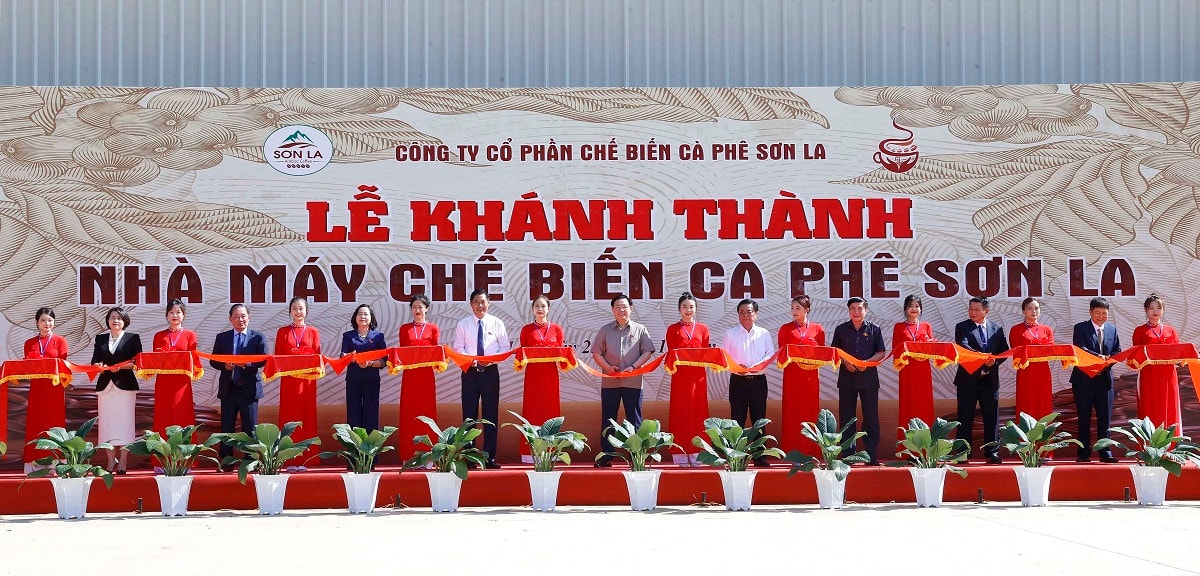 SƠN LA
CÔNG TY CỔ PHẦN CHẾ BIẾN CÀ PHÊ SƠN LA
LỄ KHÁNH THÀNH
NHÀ MÁY CHẾ BIẾN CÀ PHÊ SƠN LA